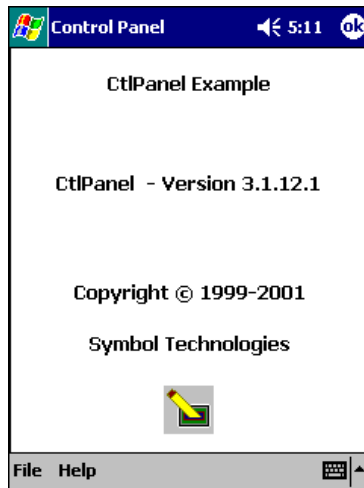 Control Panel 5:11 ok
CtlPanel Example
CtlPanel - Version 3.1.12.1
Copyright © 1999-2001
Symbol Technologies
File Help